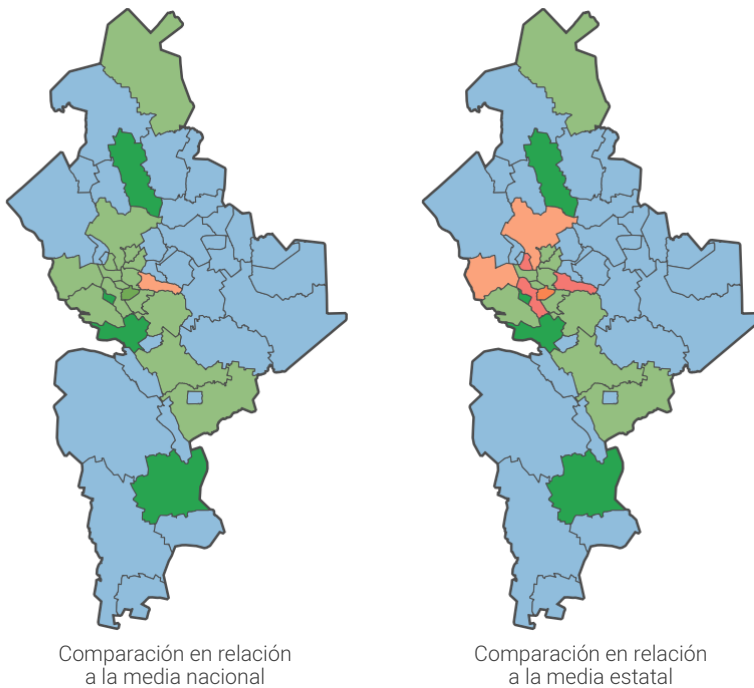 Comparación en relación
a la media nacional
Comparación en relación
a la media estatal